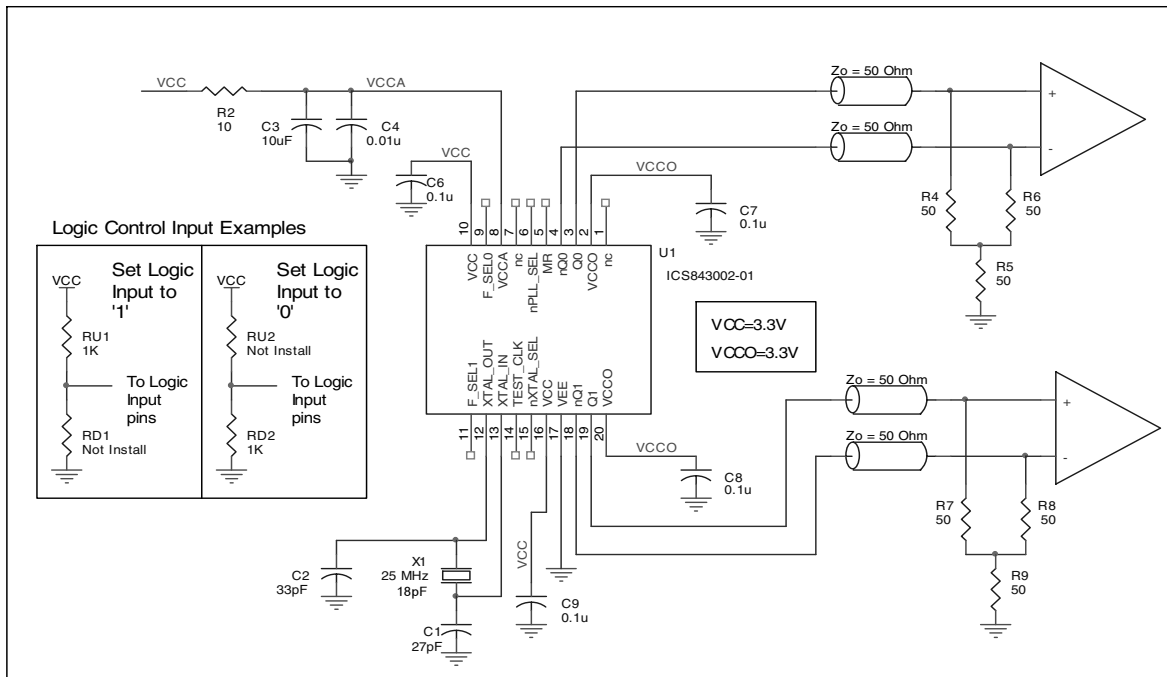 VCC
R2
10
VCCA
C3
10uF
C4
0.01u
VCC
C6
0.1u
VCCO
C7
0.1u
Zo = 50 Ohm
Zo = 50 Ohm
+
-
R4
50
R6
50
R5
50
10
9
8
7
6
5
4
3
2
1
VCC
F_SEL0
VCCA
nc
nPLL_SEL
MR
nQ0
Q0
VCCO
nc
U1
ICS843002-01
F_SEL1
XTAL_OUT
XTAL_IN
TEST_CLK
nXTAL_SEL
VCC
VEE
nQ1
Q1
VCCO
11
12
13
14
15
16
17
18
19
20
Logic Control Input Examples
Set Logic
Input to
'1'
VCC
RU1
1K
To Logic
Input
pins
RD1
Not Install
Set Logic
Input to
'0'
VCC
RU2
Not Install
To Logic
Input
pins
RD2
1K
VCC=3.3V
VCCO=3.3V
VCCO
C8
0.1u
Zo = 50 Ohm
Zo = 50 Ohm
+
-
R7
50
R8
50
R9
50
C2
33pF
X1
25 MHz
18pF
C1
27pF
VCC
C9
0.1u